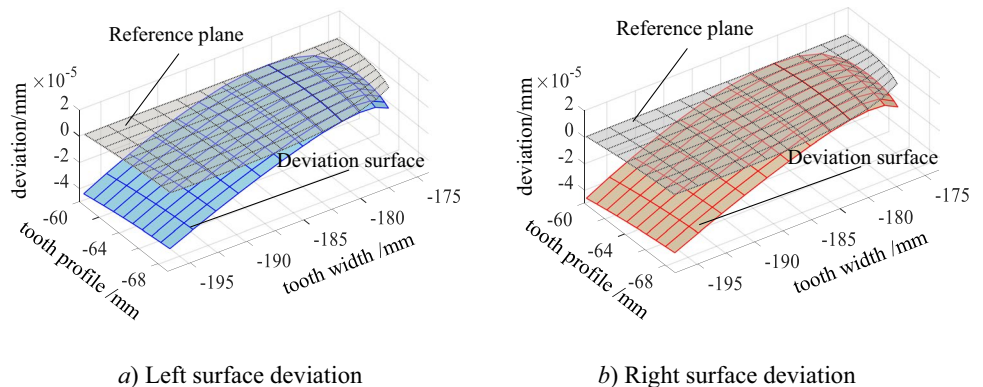 Reference plane
×10⁻⁵
2
0
-2
-4
deviation/mm
Deviation surface
-60
-64
-68
tooth profile /mm
-195
-190
-185
-180
-175
tooth width /mm
a) Left surface deviation
Reference plane
×10⁻⁵
2
0
-2
-4
deviation/mm
Deviation surface
-60
-64
-68
tooth profile /mm
-195
-190
-185
-180
-175
tooth width /mm
b) Right surface deviation